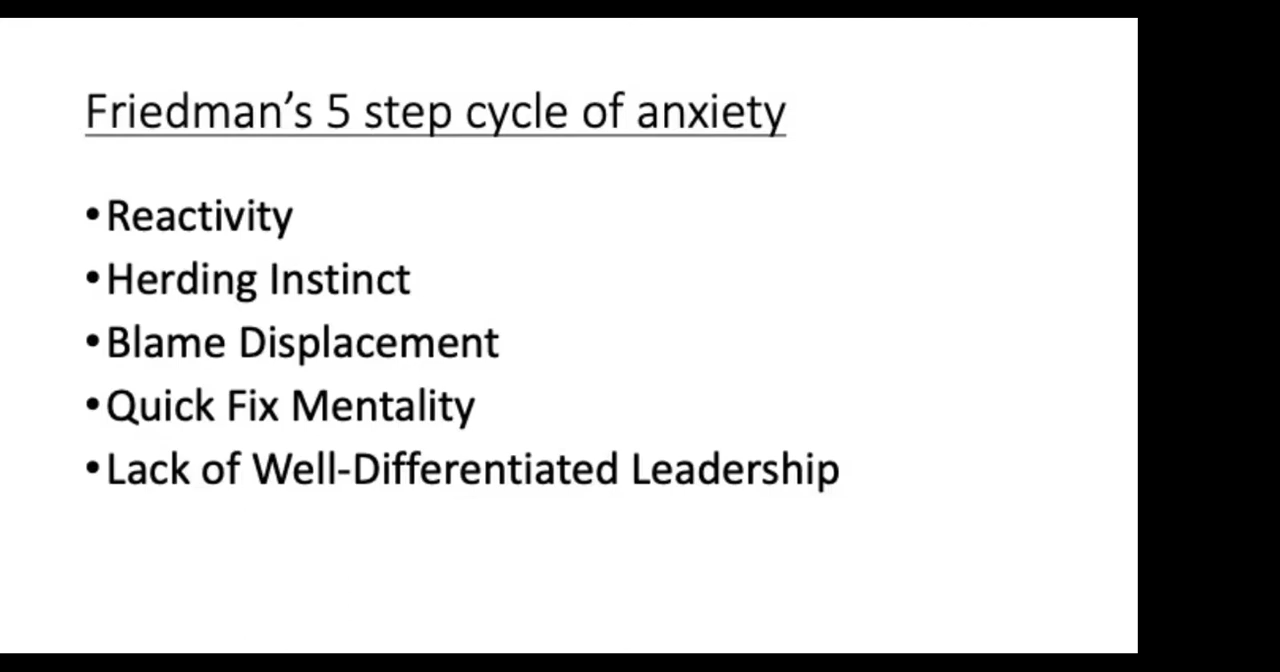 Friedman’s 5 step cycle of anxiety
•Reactivity
•Herding Instinct
•Blame Displacement
•Quick Fix Mentality
•Lack of Well-Differentiated Leadership